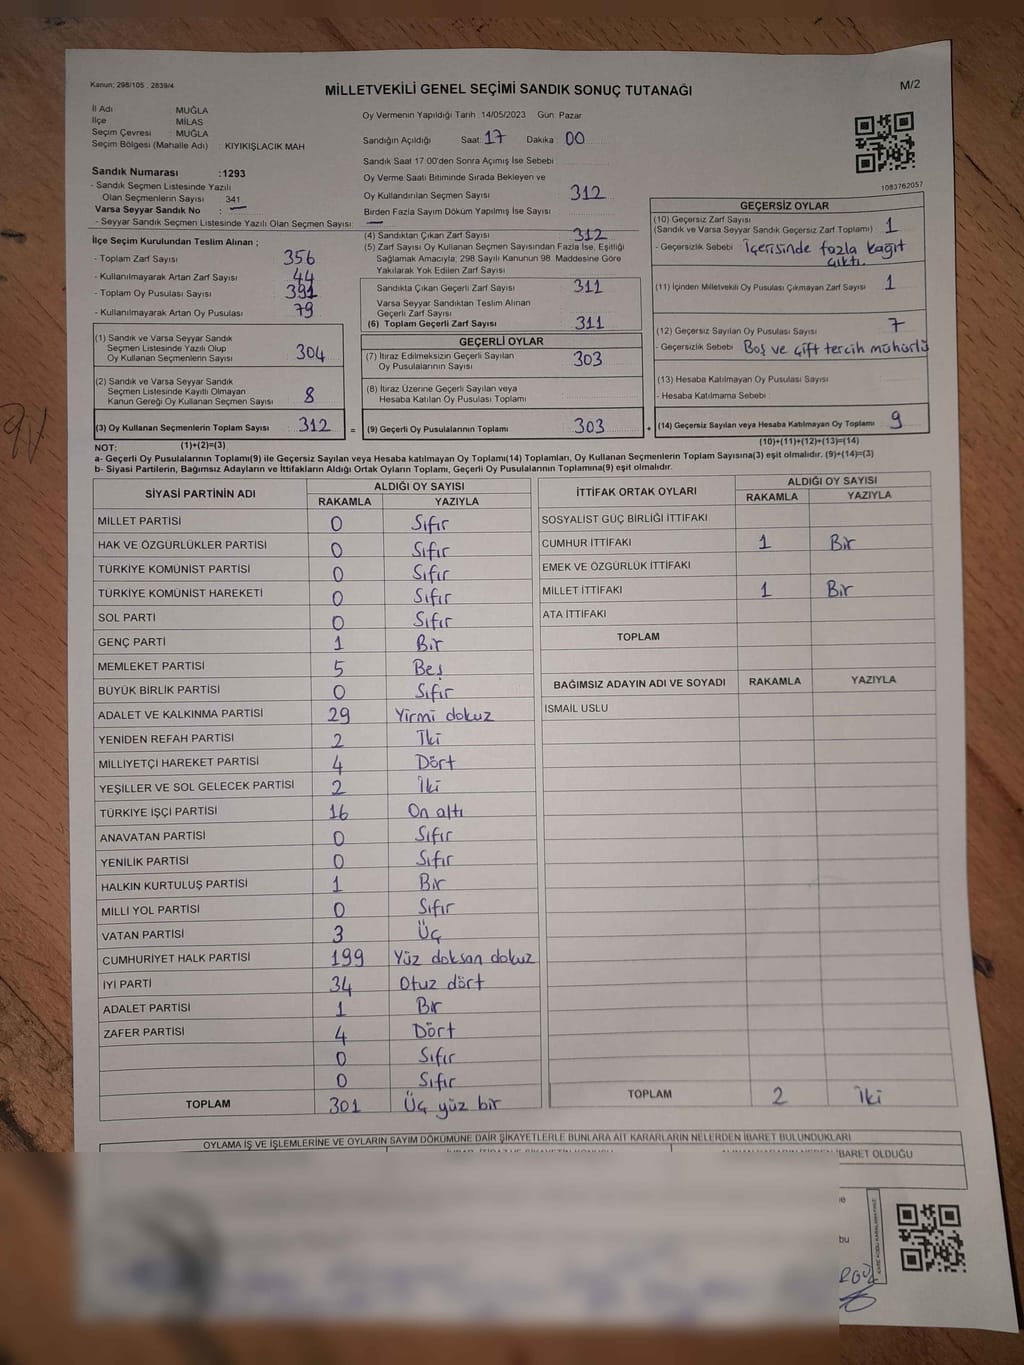 Kanun: 298/105 . 2839/4
MİLLETVEKİLİ GENEL SEÇİMİ SANDIK SONUÇ TUTANAĞI
M/2
İl Adı : MUĞLA
İlçe : MİLAS
Seçim Çevresi : MUĞLA
Seçim Bölgesi (Mahalle Adı) : KIYIKIŞLACIK MAH
Sandık Numarası :1293
- Sandık Seçmen Listesinde Yazılı
Olan Seçmenlerin Sayısı 341
Varsa Seyyar Sandık No : —
- Seyyar Sandık Seçmen Listesinde Yazılı Olan Seçmen Sayısı: —
Oy Vermenin Yapıldığı Tarih :14/05/2023 Gün: Pazar
Sandığın Açıldığı Saat: 17 Dakika: 00
Sandık Saat 17 00'den Sonra Açımış İse Sebebi :
Oy Verme Saati Bitiminde Sırada Bekleyen ve
Oy Kullandırılan Seçmen Sayısı 312
Birden Fazla Sayım Döküm Yapılmış İse Sayısı
1083762057
İlçe Seçim Kurulundan Teslim Alınan ;
- Toplam Zarf Sayısı 356
- Kullanılmayarak Artan Zarf Sayısı 44
- Toplam Oy Pusulası Sayısı 391
- Kullanılmayarak Artan Oy Pusulası 79
(4) Sandıktan Çıkan Zarf Sayısı 312
(5) Zarf Sayısı Oy Kullanan Seçmen Sayısından Fazla İse, Eşitliği
Sağlamak Amacıyla; 298 Sayılı Kanunun 98. Maddesine Göre
Yakılarak Yok Edilen Zarf Sayısı
Sandıkta Çıkan Geçerli Zarf Sayısı 311
Varsa Seyyar Sandıktan Teslim Alınan
Geçerli Zarf Sayısı
(6) Toplam Geçerli Zarf Sayısı 311
GEÇERSİZ OYLAR
(10) Geçersiz Zarf Sayısı
(Sandık ve Varsa Seyyar Sandık Geçersiz Zarf Toplamı) 1
- Geçersizlik Sebebi : İçerisinde fazla kağıt
çıktı.
(11) İçinden Milletvekili Oy Pusulası Çıkmayan Zarf Sayısı 1
(12) Geçersiz Sayılan Oy Pusulası Sayısı 7
- Geçersizlik Sebebi : Boş ve çift tercih mühürlü
(13) Hesaba Katılmayan Oy Pusulası Sayısı
- Hesaba Katılmama Sebebi :
(14) Geçersiz Sayılan veya Hesaba Katılmayan Oy Toplamı 9
(10)+(11)+(12)+(13)=(14)
(1) Sandık ve Varsa Seyyar Sandık
Seçmen Listesinde Yazılı Olup
Oy Kullanan Seçmenlerin Sayısı 304
(2) Sandık ve Varsa Seyyar Sandık
Seçmen Listesinde Kayıtlı Olmayan
Kanun Gereği Oy Kullanan Seçmen Sayısı 8
(3) Oy Kullanan Seçmenlerin Toplam Sayısı 312 =
(1)+(2)=(3)
GEÇERLİ OYLAR
(7) İtiraz Edilmeksizin Geçerli Sayılan
Oy Pusulalarının Sayısı 303
(8) İtiraz Üzerine Geçerli Sayılan veya
Hesaba Katılan Oy Pusulası Toplamı
(9) Geçerli Oy Pusulalarının Toplamı 303 +
NOT:
a- Geçerli Oy Pusulalarının Toplamı(9) ile Geçersiz Sayılan veya Hesaba katılmayan Oy Toplamı(14) Toplamları, Oy Kullanan Seçmenlerin Toplam Sayısına(3) eşit olmalıdır. (9)+(14)=(3)
b- Siyasi Partilerin, Bağımsız Adayların ve İttifakların Aldığı Ortak Oyların Toplamı, Geçerli Oy Pusulalarının Toplamına(9) eşit olmalıdır.
SİYASİ PARTİNİN ADI
ALDIĞI OY SAYISI
RAKAMLA YAZIYLA
MİLLET PARTİSİ 0 Sıfır
HAK VE ÖZGÜRLÜKLER PARTİSİ 0 Sıfır
TÜRKİYE KOMÜNİST PARTİSİ 0 Sıfır
TÜRKİYE KOMÜNİST HAREKETİ 0 Sıfır
SOL PARTİ 0 Sıfır
GENÇ PARTİ 1 Bir
MEMLEKET PARTİSİ 5 Beş
BÜYÜK BİRLİK PARTİSİ 0 Sıfır
ADALET VE KALKINMA PARTİSİ 29 Yirmi dokuz
YENİDEN REFAH PARTİSİ 2 İki
MİLLİYETÇİ HAREKET PARTİSİ 4 Dört
YEŞİLLER VE SOL GELECEK PARTİSİ 2 İki
TÜRKİYE İŞÇİ PARTİSİ 16 On altı
ANAVATAN PARTİSİ 0 Sıfır
YENİLİK PARTİSİ 0 Sıfır
HALKIN KURTULUŞ PARTİSİ 1 Bir
MİLLİ YOL PARTİSİ 0 Sıfır
VATAN PARTİSİ 3 Üç
CUMHURİYET HALK PARTİSİ 199 Yüz doksan dokuz
İYİ PARTİ 34 Otuz dört
ADALET PARTİSİ 1 Bir
ZAFER PARTİSİ 4 Dört
0 Sıfır
0 Sıfır
TOPLAM 301 Üç yüz bir
İTTİFAK ORTAK OYLARI
ALDIĞI OY SAYISI
RAKAMLA YAZIYLA
SOSYALİST GÜÇ BİRLİĞİ İTTİFAKI
CUMHUR İTTİFAKI 1 Bir
EMEK VE ÖZGÜRLÜK İTTİFAKI
MİLLET İTTİFAKI 1 Bir
ATA İTTİFAKI
TOPLAM
BAĞIMSIZ ADAYIN ADI VE SOYADI RAKAMLA YAZIYLA
İSMAİL USLU
TOPLAM 2 İki
OYLAMA İŞ VE İŞLEMLERİNE VE OYLARIN SAYIM DÖKÜMÜNE DAİR ŞİKAYETLERLE BUNLARA AİT KARARLARIN NELERDEN İBARET BULUNDUKLARI
İBARET OLDUĞU
bu